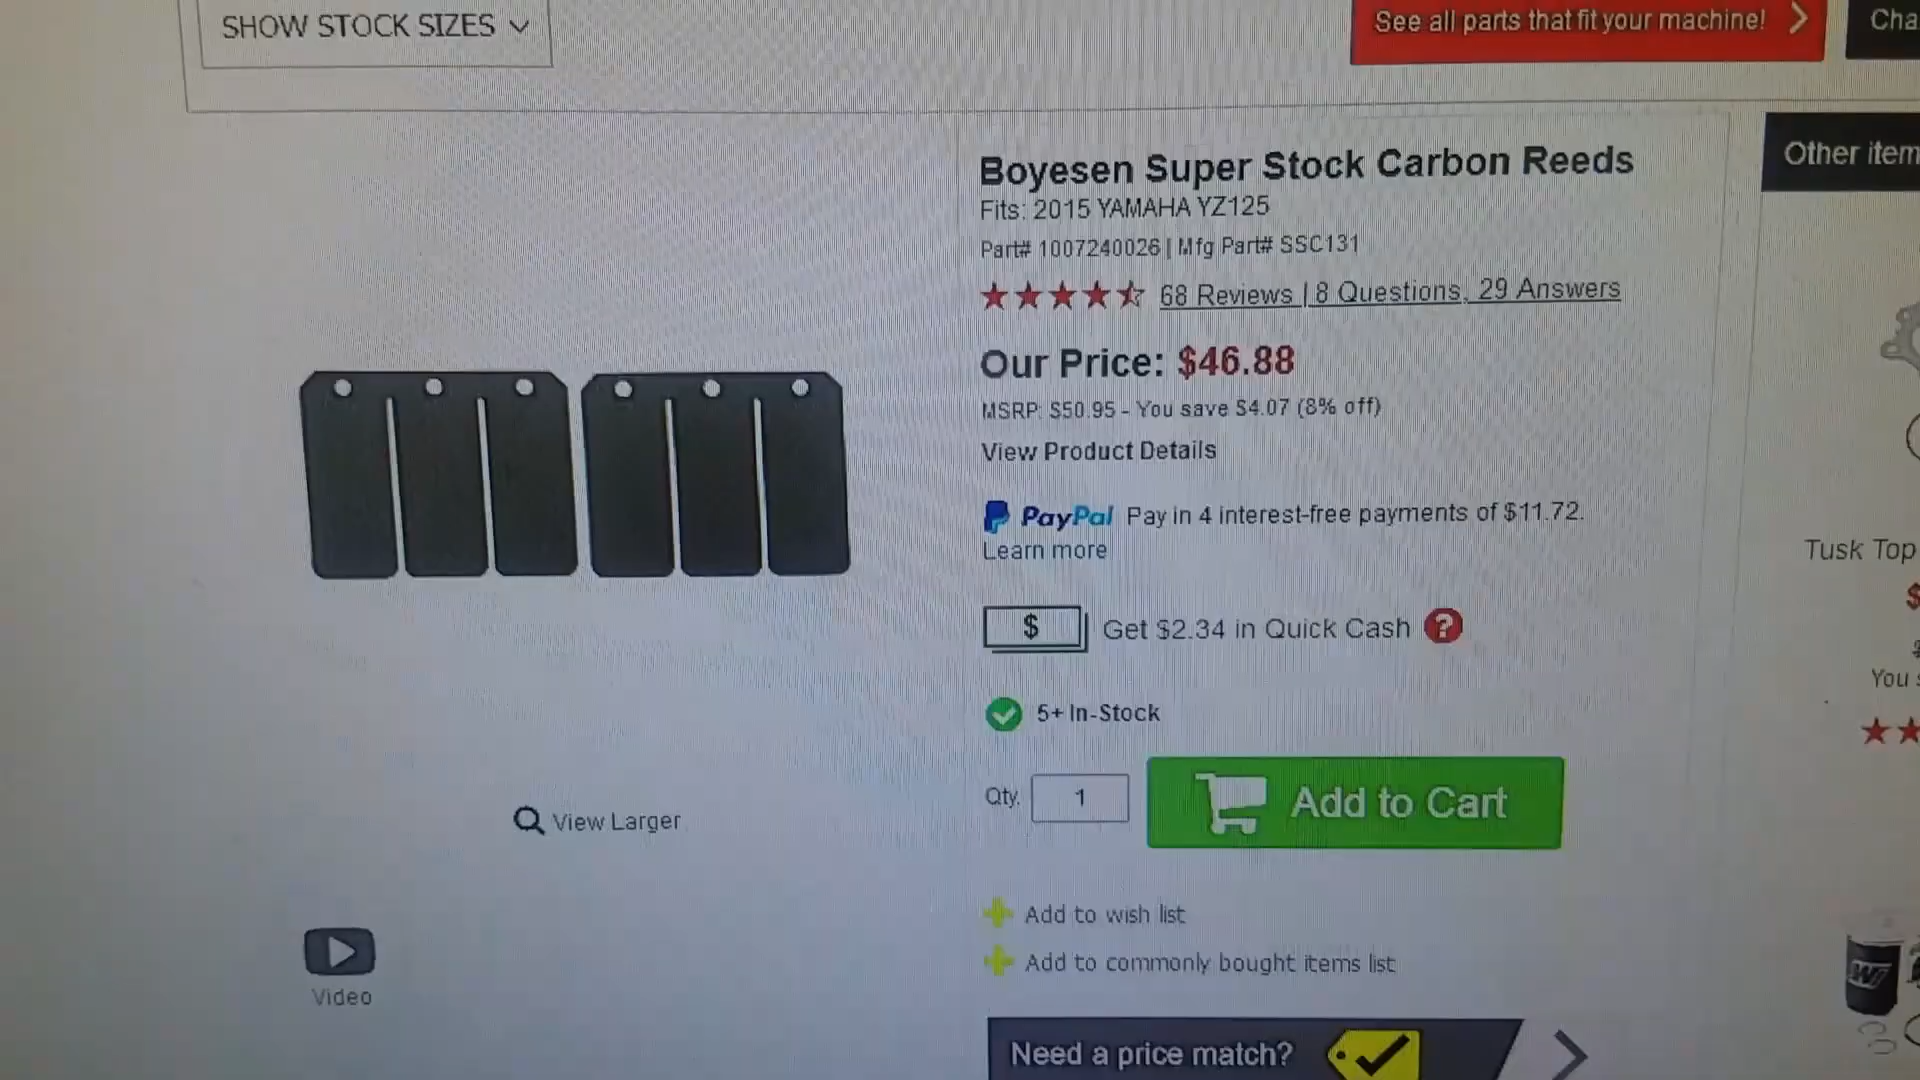 SHOW STOCK SIZES
See all parts that fit your machine!
Cha
Other item
Boyesen Super Stock Carbon Reeds
Fits: 2015 YAMAHA YZ125
Part# 1007240026 | Mfg Part# SSC131
68 Reviews | 8 Questions, 29 Answers
Our Price: $46.88
MSRP: $50.95 - You save $4.07 (8% off)
View Product Details
PayPal Pay in 4 interest-free payments of $11.72.
Learn more
Tusk Top
$
$ Get $2.34 in Quick Cash ?
You
5+ In-Stock
Qty. 1 Add to Cart
View Larger
Add to wish list
Add to commonly bought items list
Video
Need a price match?